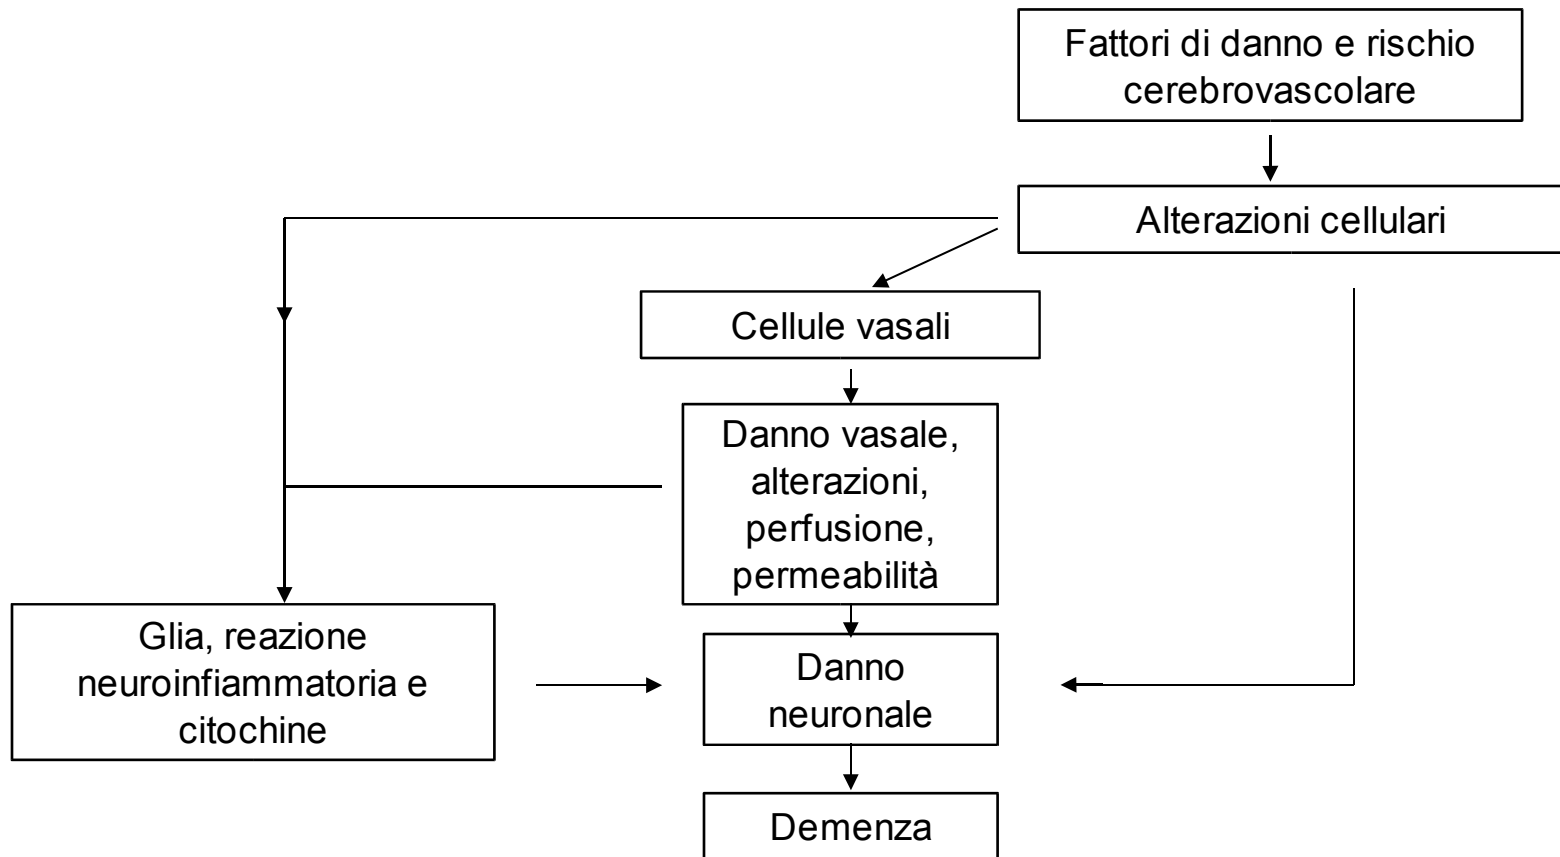 Fattori di danno e rischio
cerebrovascolare
Alterazioni cellulari
Cellule vasali
Danno vasale,
alterazioni,
perfusione,
permeabilità
Glia, reazione
neuroinfiammatoria e
citochine
Danno
neuronale
Demenza